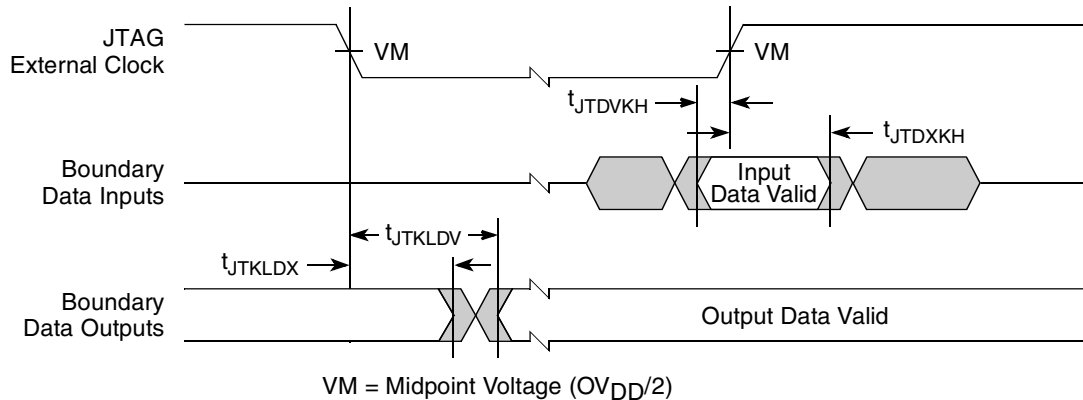 JTAG
External Clock
VM
VM
tJTDVKH
tJTDXKH
Boundary
Data Inputs
Input
Data Valid
tJTKLDV
tJTKLDX
Boundary
Data Outputs
Output Data Valid
VM = Midpoint Voltage (OVDD/2)